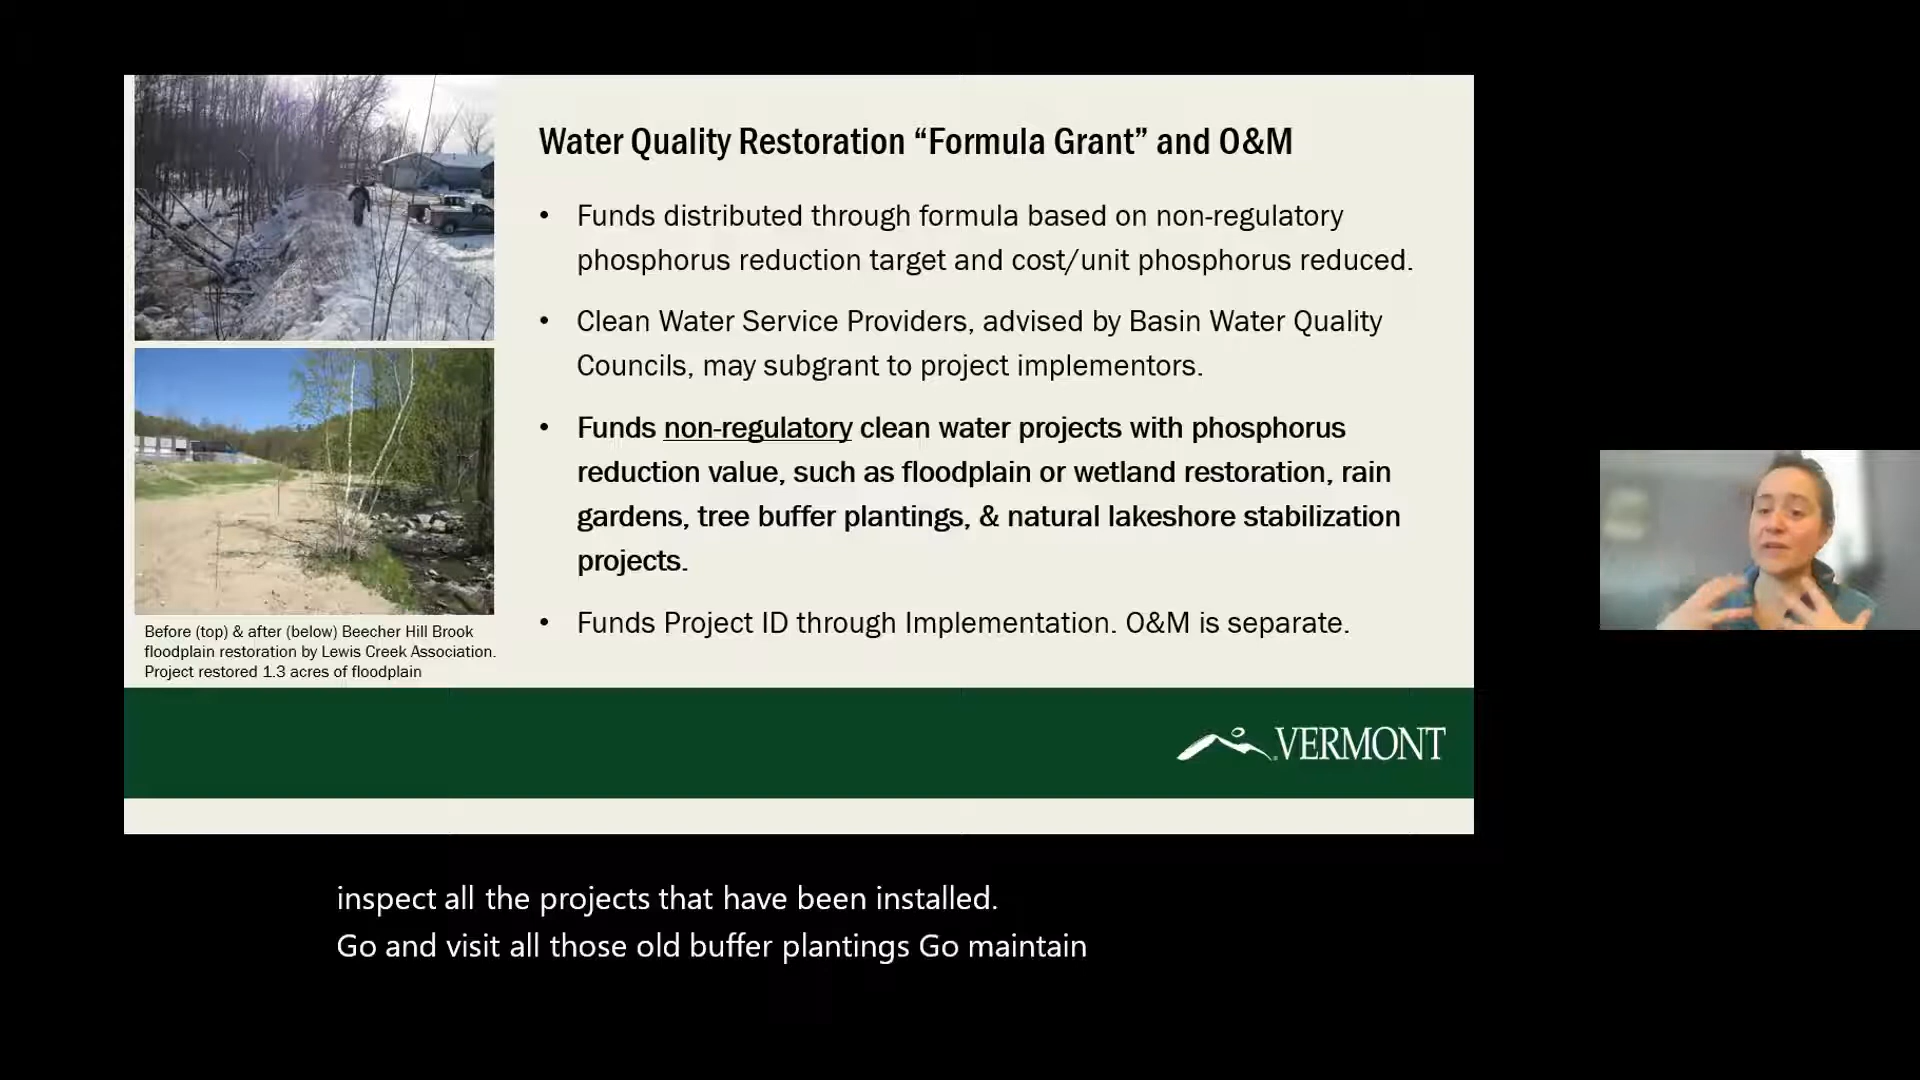 Water Quality Restoration “Formula Grant” and O&M
• Funds distributed through formula based on non-regulatory
phosphorus reduction target and cost/unit phosphorus reduced.
• Clean Water Service Providers, advised by Basin Water Quality
Councils, may subgrant to project implementors.
• Funds non-regulatory clean water projects with phosphorus
reduction value, such as floodplain or wetland restoration, rain
gardens, tree buffer plantings, & natural lakeshore stabilization
projects.
• Funds Project ID through Implementation. O&M is separate.
Before (top) & after (below) Beecher Hill Brook
floodplain restoration by Lewis Creek Association.
Project restored 1.3 acres of floodplain
VERMONT
inspect all the projects that have been installed.
Go and visit all those old buffer plantings Go maintain